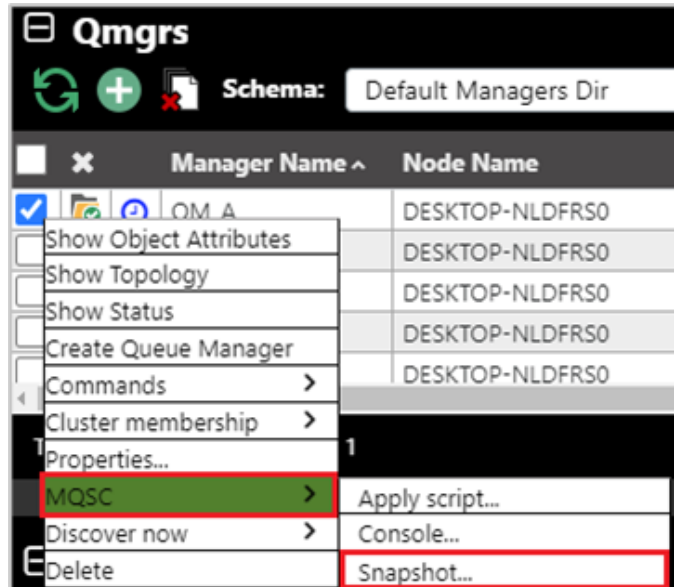 Qmgrs
Schema: Default Managers Dir
Manager Name Node Name
QM_A DESKTOP-NLDFRS0
Show Object Attributes DESKTOP-NLDFRS0
Show Topology DESKTOP-NLDFRS0
Show Status DESKTOP-NLDFRS0
Create Queue Manager DESKTOP-NLDFRS0
Commands >
Cluster membership >
Properties... 1
MQSC > Apply script...
Discover now > Console...
Delete Snapshot...